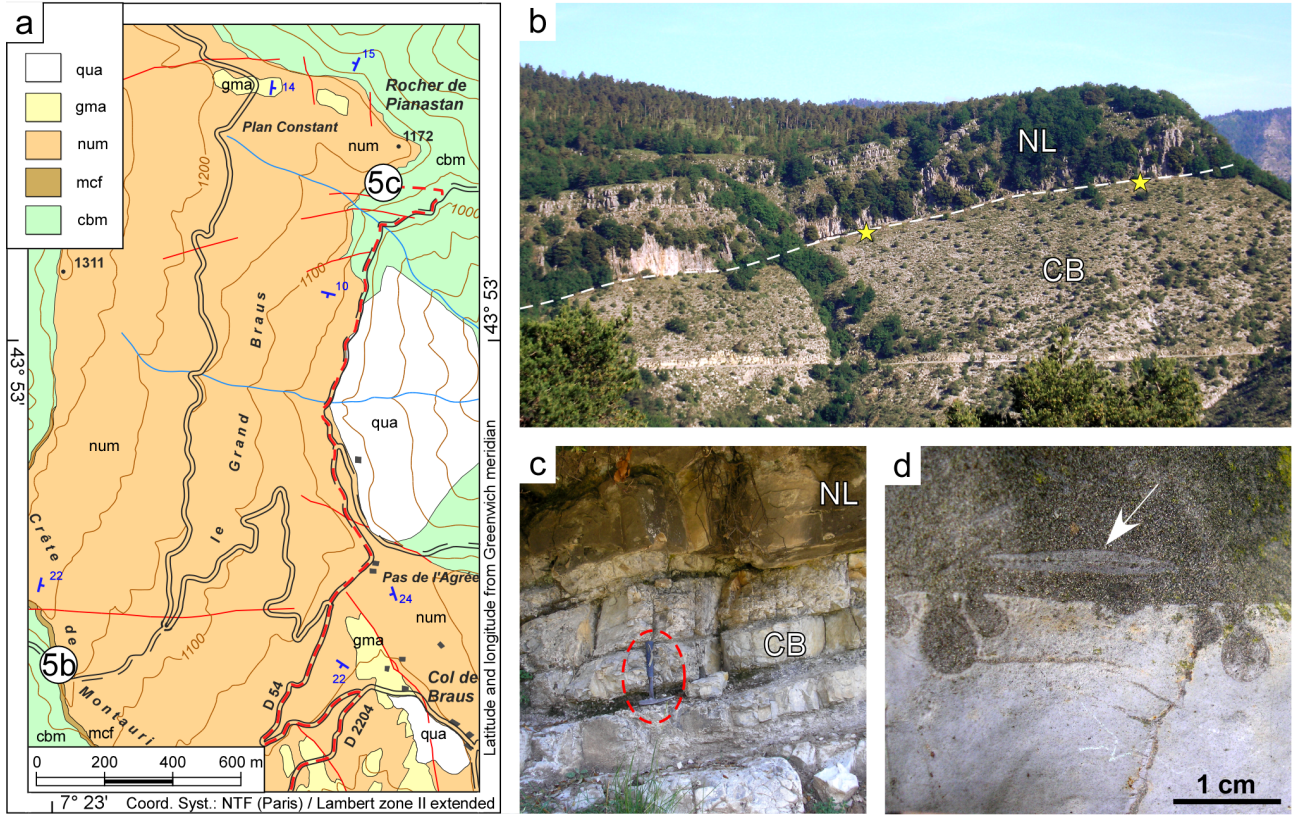 a
qua
gma
num
mcf
cbm
gma
14
15
Rocher de
Pianastan
Plan Constant
1172
num
cbm
5c
1200
1000
1311
1100
10
Braus
Grand
le
43° 53'
43° 53'
qua
num
Crête
de
Montauri
22
Pas de l'Agrée
24
num
gma
1100
22
5b
D 54
D 2204
Col de
Braus
qua
cbm
mcf
0 200 400 600 m
7° 23' Coord. Syst.: NTF (Paris) / Lambert zone II extended
Latitude and longitude from Greenwich meridian
b
NL
CB
c
NL
CB
d
1 cm